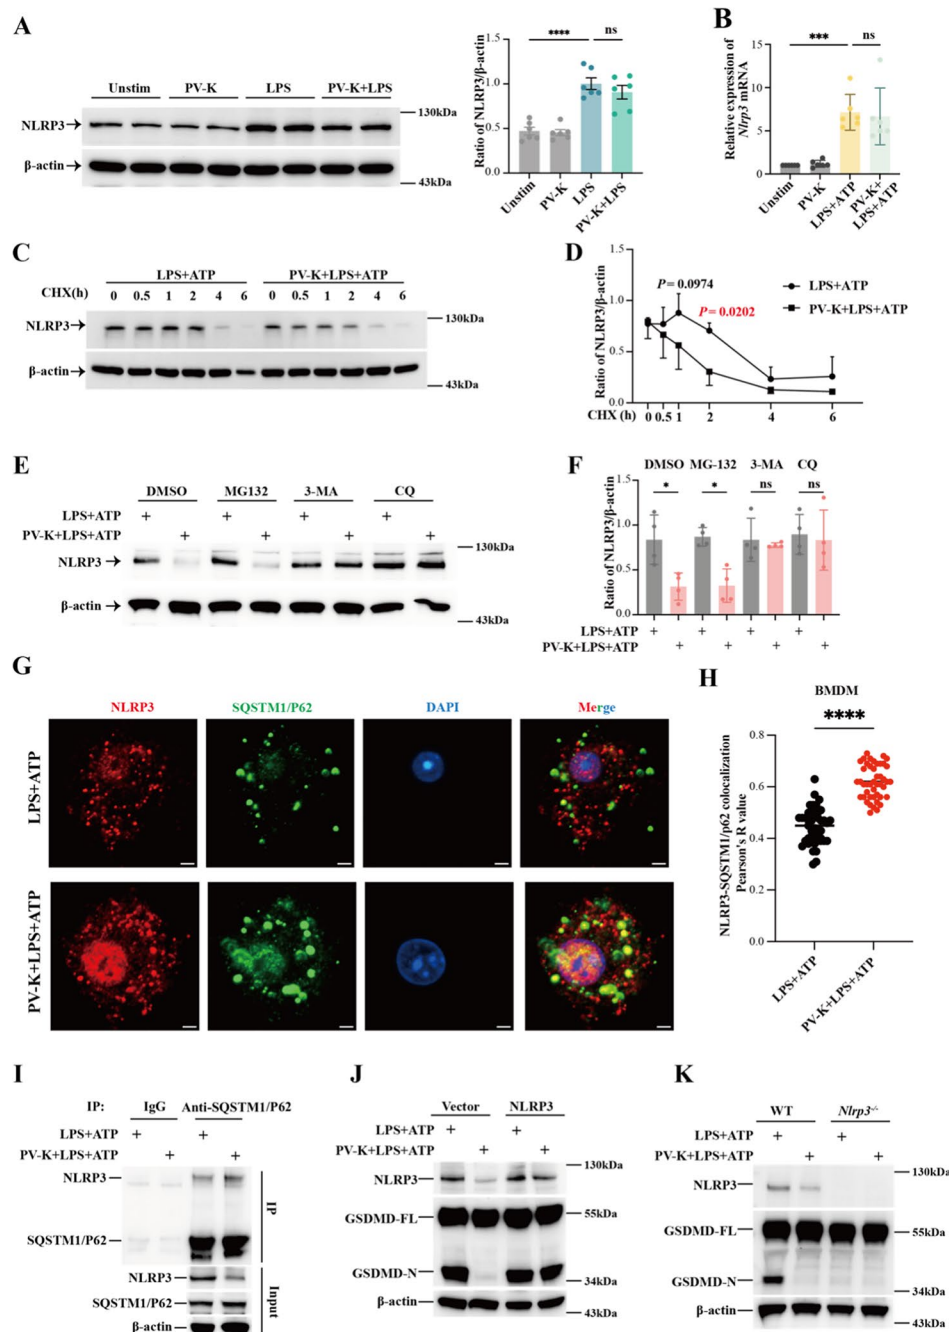 A
Unstim PV-K LPS PV-K+LPS
NLRP3
130kDa
β-actin
43kDa
Ratio of NLRP3/β-actin
1.5
1.0
0.5
0.0
****
ns
Unstim
PV-K
LPS
PV-K+LPS
B
Relative expression of
Nlrp3 mRNA
15
10
5
0
***
ns
Unstim
PV-K
LPS+ATP
PV-K+
LPS+ATP
C
LPS+ATP PV-K+LPS+ATP
CHX(h) 0 0.5 1 2 4 6 0 0.5 1 2 4 6
NLRP3
130kDa
β-actin
43kDa
D
Ratio of NLRP3/β-actin
1.5
1.0
0.5
0.0
P = 0.0974
P = 0.0202
LPS+ATP
PV-K+LPS+ATP
CHX (h) 0 0.5 1 2 4 6
E
DMSO MG132 3-MA CQ
LPS+ATP + + + +
PV-K+LPS+ATP + + + +
NLRP3
130kDa
β-actin
43kDa
F
DMSO MG-132 3-MA CQ
* * ns ns
Ratio of NLRP3/β-actin
1.5
1.0
0.5
0.0
LPS+ATP + + + +
PV-K+LPS+ATP + + + +
G
NLRP3 SQSTM1/P62 DAPI Merge
LPS+ATP
PV-K+LPS+ATP
H
BMDM
****
NLRP3-SQSTM1/p62 colocalization
Pearson's R value
0.8
0.6
0.4
0.2
0.0
LPS+ATP
PV-K+LPS+ATP
I
IP: IgG Anti-SQSTM1/P62
LPS+ATP + +
PV-K+LPS+ATP + +
NLRP3
SQSTM1/P62
IP
NLRP3
SQSTM1/P62
β-actin
Input
J
Vector NLRP3
LPS+ATP + +
PV-K+LPS+ATP + +
130kDa
NLRP3
GSDMD-FL
55kDa
GSDMD-N
34kDa
β-actin
43kDa
K
WT Nlrp3-/-
LPS+ATP + +
PV-K+LPS+ATP + +
130kDa
NLRP3
GSDMD-FL
55kDa
GSDMD-N
34kDa
β-actin
43kDa